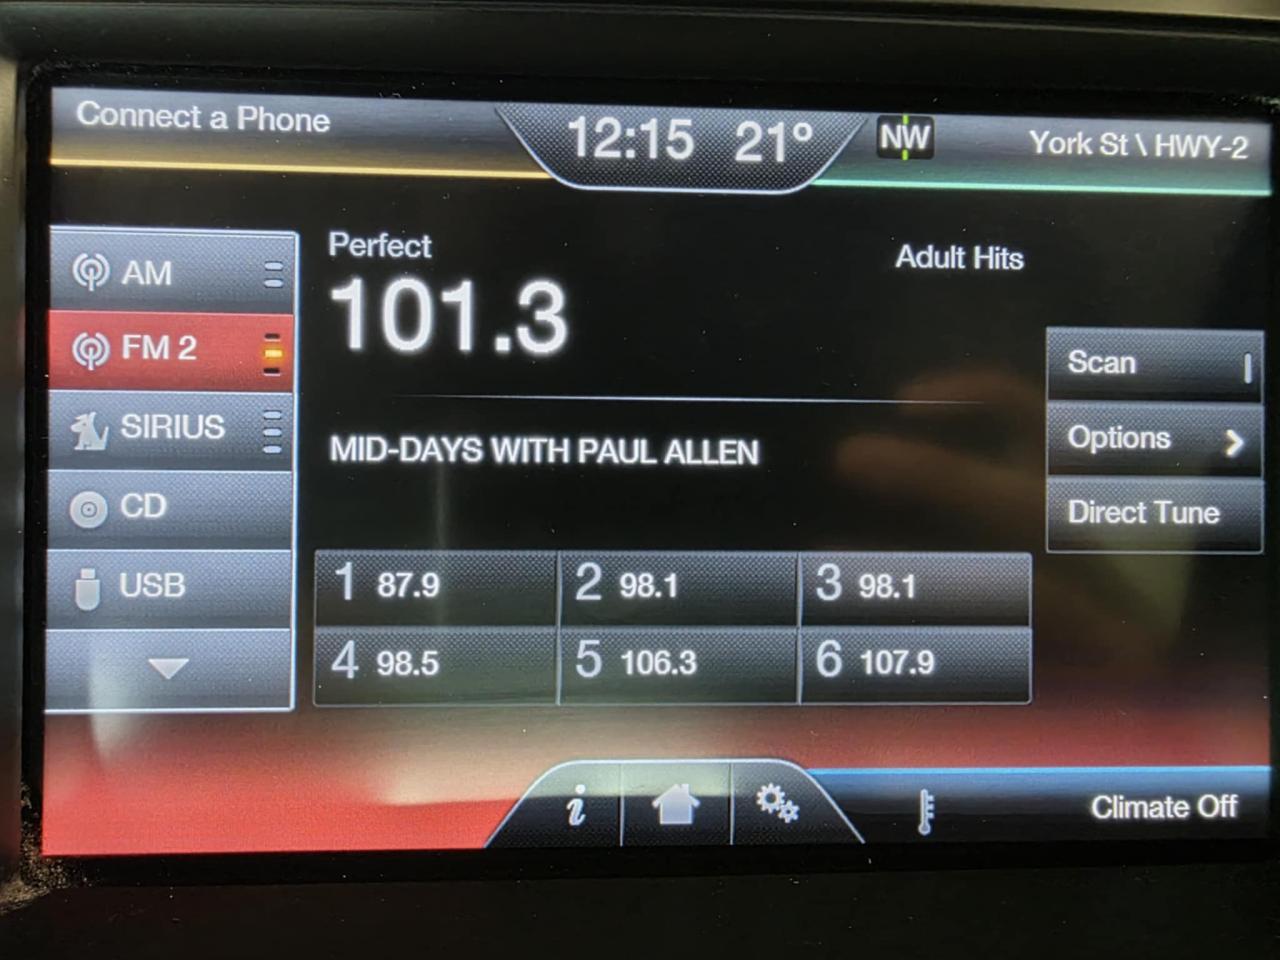 Connect a Phone
12:15 21°
NW
York St \ HWY-2
AM
FM 2
SIRIUS
CD
USB
Perfect
101.3
Adult Hits
MID-DAYS WITH PAUL ALLEN
Scan
Options
Direct Tune
1 87.9
2 98.1
3 98.1
4 98.5
5 106.3
6 107.9
i
Climate Off